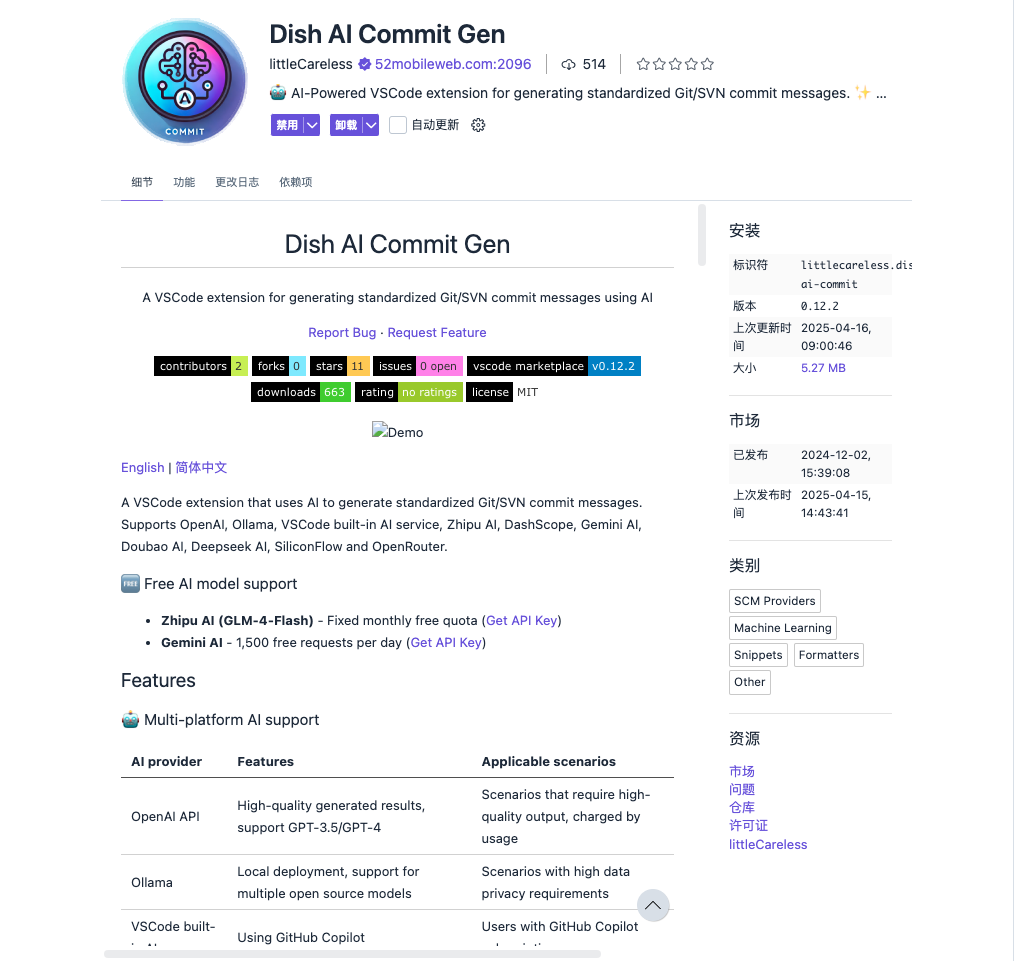 Dish AI Commit Gen
littleCareless 52mobileweb.com:2096 514
🤖 AI-Powered VSCode extension for generating standardized Git/SVN commit messages. ✨ ...
禁用 卸载 自动更新
A
COMMIT
细节 功能 更改日志 依赖项
Dish AI Commit Gen
A VSCode extension for generating standardized Git/SVN commit messages using AI
Report Bug · Request Feature
contributors 2 forks 0 stars 11 issues 0 open vscode marketplace v0.12.2
downloads 663 rating no ratings license MIT
Demo
English | 简体中文
A VSCode extension that uses AI to generate standardized Git/SVN commit messages.
Supports OpenAI, Ollama, VSCode built-in AI service, Zhipu AI, DashScope, Gemini AI,
Doubao AI, Deepseek AI, SiliconFlow and OpenRouter.
🆓 Free AI model support
• Zhipu AI (GLM-4-Flash) - Fixed monthly free quota (Get API Key)
• Gemini AI - 1,500 free requests per day (Get API Key)
Features
🤖 Multi-platform AI support
AI provider Features Applicable scenarios
OpenAI API High-quality generated results, support GPT-3.5/GPT-4 Scenarios that require high-
quality output, charged by
usage
Ollama Local deployment, support for
multiple open source models Scenarios with high data
privacy requirements
VSCode built- Using GitHub Copilot Users with GitHub Copilot
安装
标识符 littlecareless.dis
ai-commit
版本 0.12.2
上次更新时 2025-04-16,
间 09:00:46
大小 5.27 MB
市场
已发布 2024-12-02,
15:39:08
上次发布时 2025-04-15,
间 14:43:41
类别
SCM Providers
Machine Learning
Snippets Formatters
Other
资源
市场
问题
仓库
许可证
littleCareless